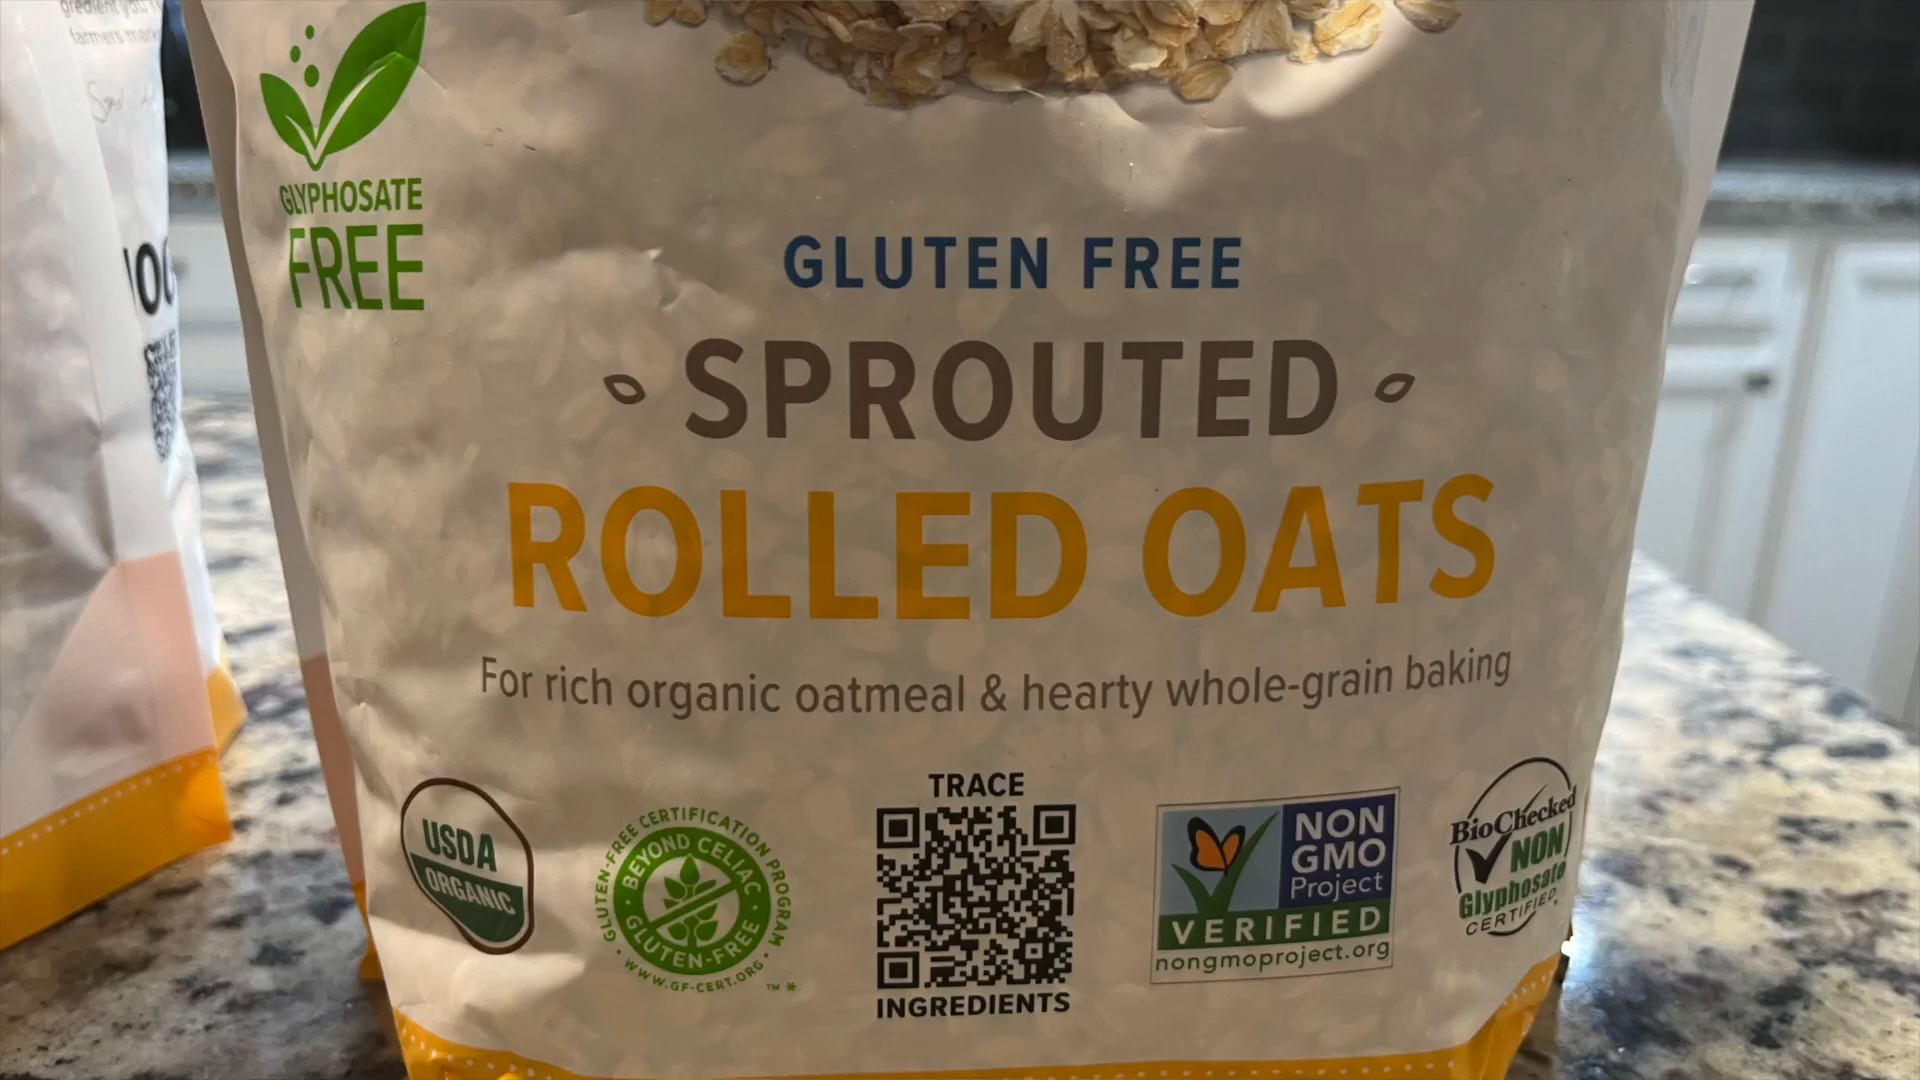 GLYPHOSATE
FREE
GLUTEN FREE
SPROUTED
ROLLED OATS
For rich organic oatmeal & hearty whole-grain baking
USDA
ORGANIC
GLUTEN-FREE CERTIFICATION PROGRAM
BEYOND CELIAC
GLUTEN-FREE
WWW.GF-CERT.ORG
TM *
TRACE
INGREDIENTS
NON
GMO
Project
VERIFIED
nongmoproject.org
BioChecked
NON
Glyphosate
CERTIFIED
farmers